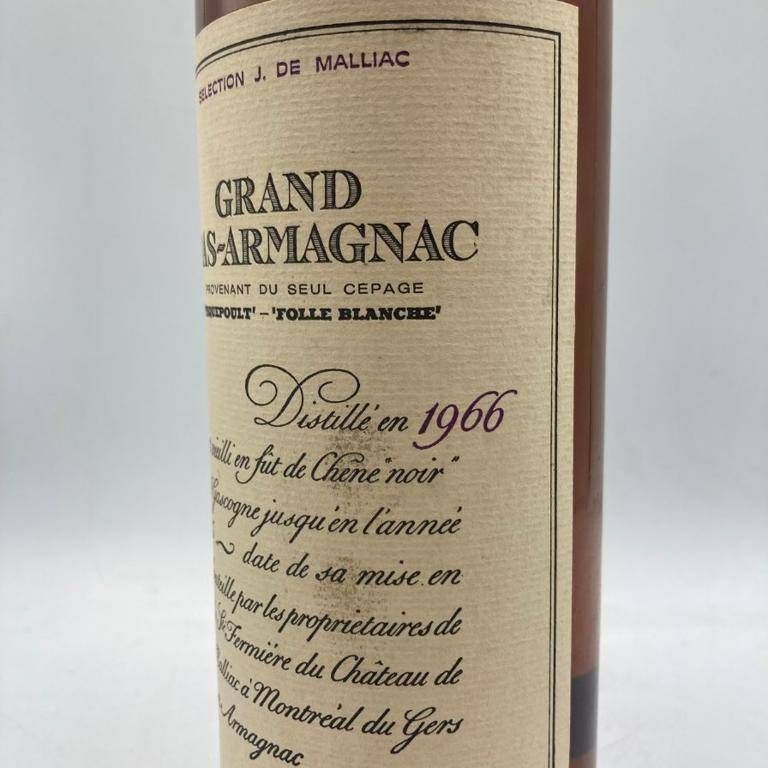 SELECTION J. DE MALLIAC
GRAND
AS-ARMAGNAC
PROVENANT DU SEUL CEPAGE
'FOLLE BLANCHE'
Distillé en 1966
en fût de Chêne "noir"
Gascogne jusqu'en l'année
date de sa mise en
par les propriétaires de
Fermière du Château de
Malliac à Montréal du Gers
Armagnac